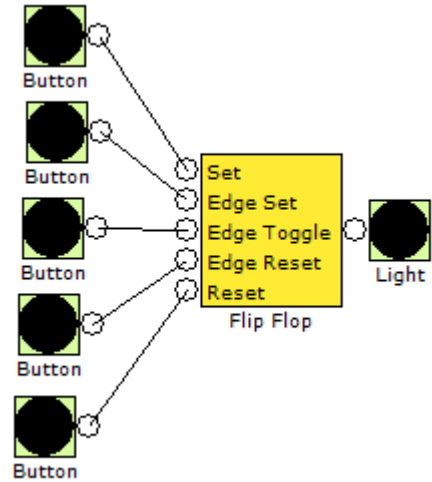 Button
Button
Button
Button
Button
Set
Edge Set
Edge Toggle
Edge Reset
Reset
Flip Flop
Light